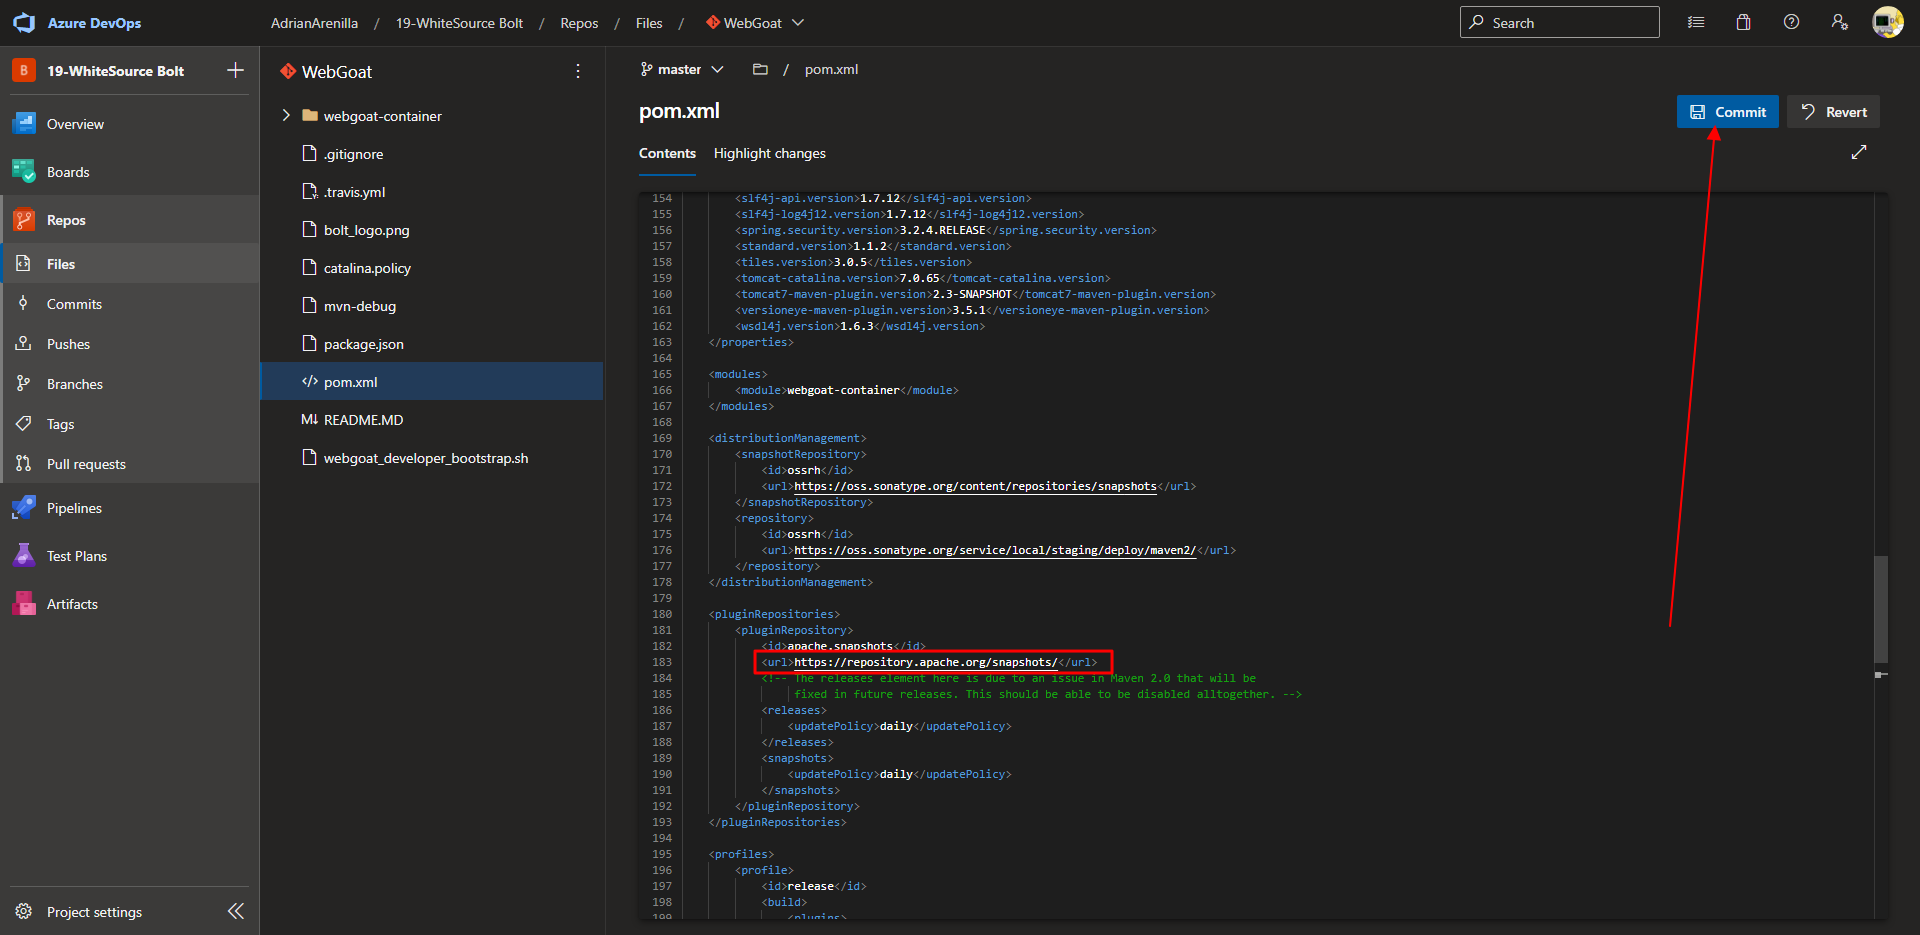 Azure DevOps
AdrianArenilla / 19-WhiteSource Bolt / Repos / Files / WebGoat
Search
B 19-WhiteSource Bolt
Overview
Boards
Repos
Files
Commits
Pushes
Branches
Tags
Pull requests
Pipelines
Test Plans
Artifacts
Project settings
WebGoat
webgoat-container
.gitignore
.travis.yml
bolt_logo.png
catalina.policy
mvn-debug
package.json
</> pom.xml
M↓ README.MD
webgoat_developer_bootstrap.sh
master / pom.xml
pom.xml
Commit
Revert
Contents Highlight changes
154 <slf4j-api.version>1.7.12</slf4j-api.version>
155 <slf4j-log4j12.version>1.7.12</slf4j-log4j12.version>
156 <spring.security.version>3.2.4.RELEASE</spring.security.version>
157 <standard.version>1.1.2</standard.version>
158 <tiles.version>3.0.5</tiles.version>
159 <tomcat-catalina.version>7.0.65</tomcat-catalina.version>
160 <tomcat7-maven-plugin.version>2.3-SNAPSHOT</tomcat7-maven-plugin.version>
161 <versioneye-maven-plugin.version>3.5.1</versioneye-maven-plugin.version>
162 <wsdl4j.version>1.6.3</wsdl4j.version>
163 </properties>
164
165 <modules>
166 <module>webgoat-container</module>
167 </modules>
168
169 <distributionManagement>
170 <snapshotRepository>
171 <id>ossrh</id>
172 <url>https://oss.sonatype.org/content/repositories/snapshots</url>
173 </snapshotRepository>
174 <repository>
175 <id>ossrh</id>
176 <url>https://oss.sonatype.org/service/local/staging/deploy/maven2/</url>
177 </repository>
178 </distributionManagement>
179
180 <pluginRepositories>
181 <pluginRepository>
182 <id>apache.snapshots</id>
183 <url>https://repository.apache.org/snapshots/</url>
184 <!-- The releases element here is due to an issue in Maven 2.0 that will be
185 fixed in future releases. This should be able to be disabled alltogether. -->
186 <releases>
187 <updatePolicy>daily</updatePolicy>
188 </releases>
189 <snapshots>
190 <updatePolicy>daily</updatePolicy>
191 </snapshots>
192 </pluginRepository>
193 </pluginRepositories>
194
195 <profiles>
196 <profile>
197 <id>release</id>
198 <build>
199 <plugins>